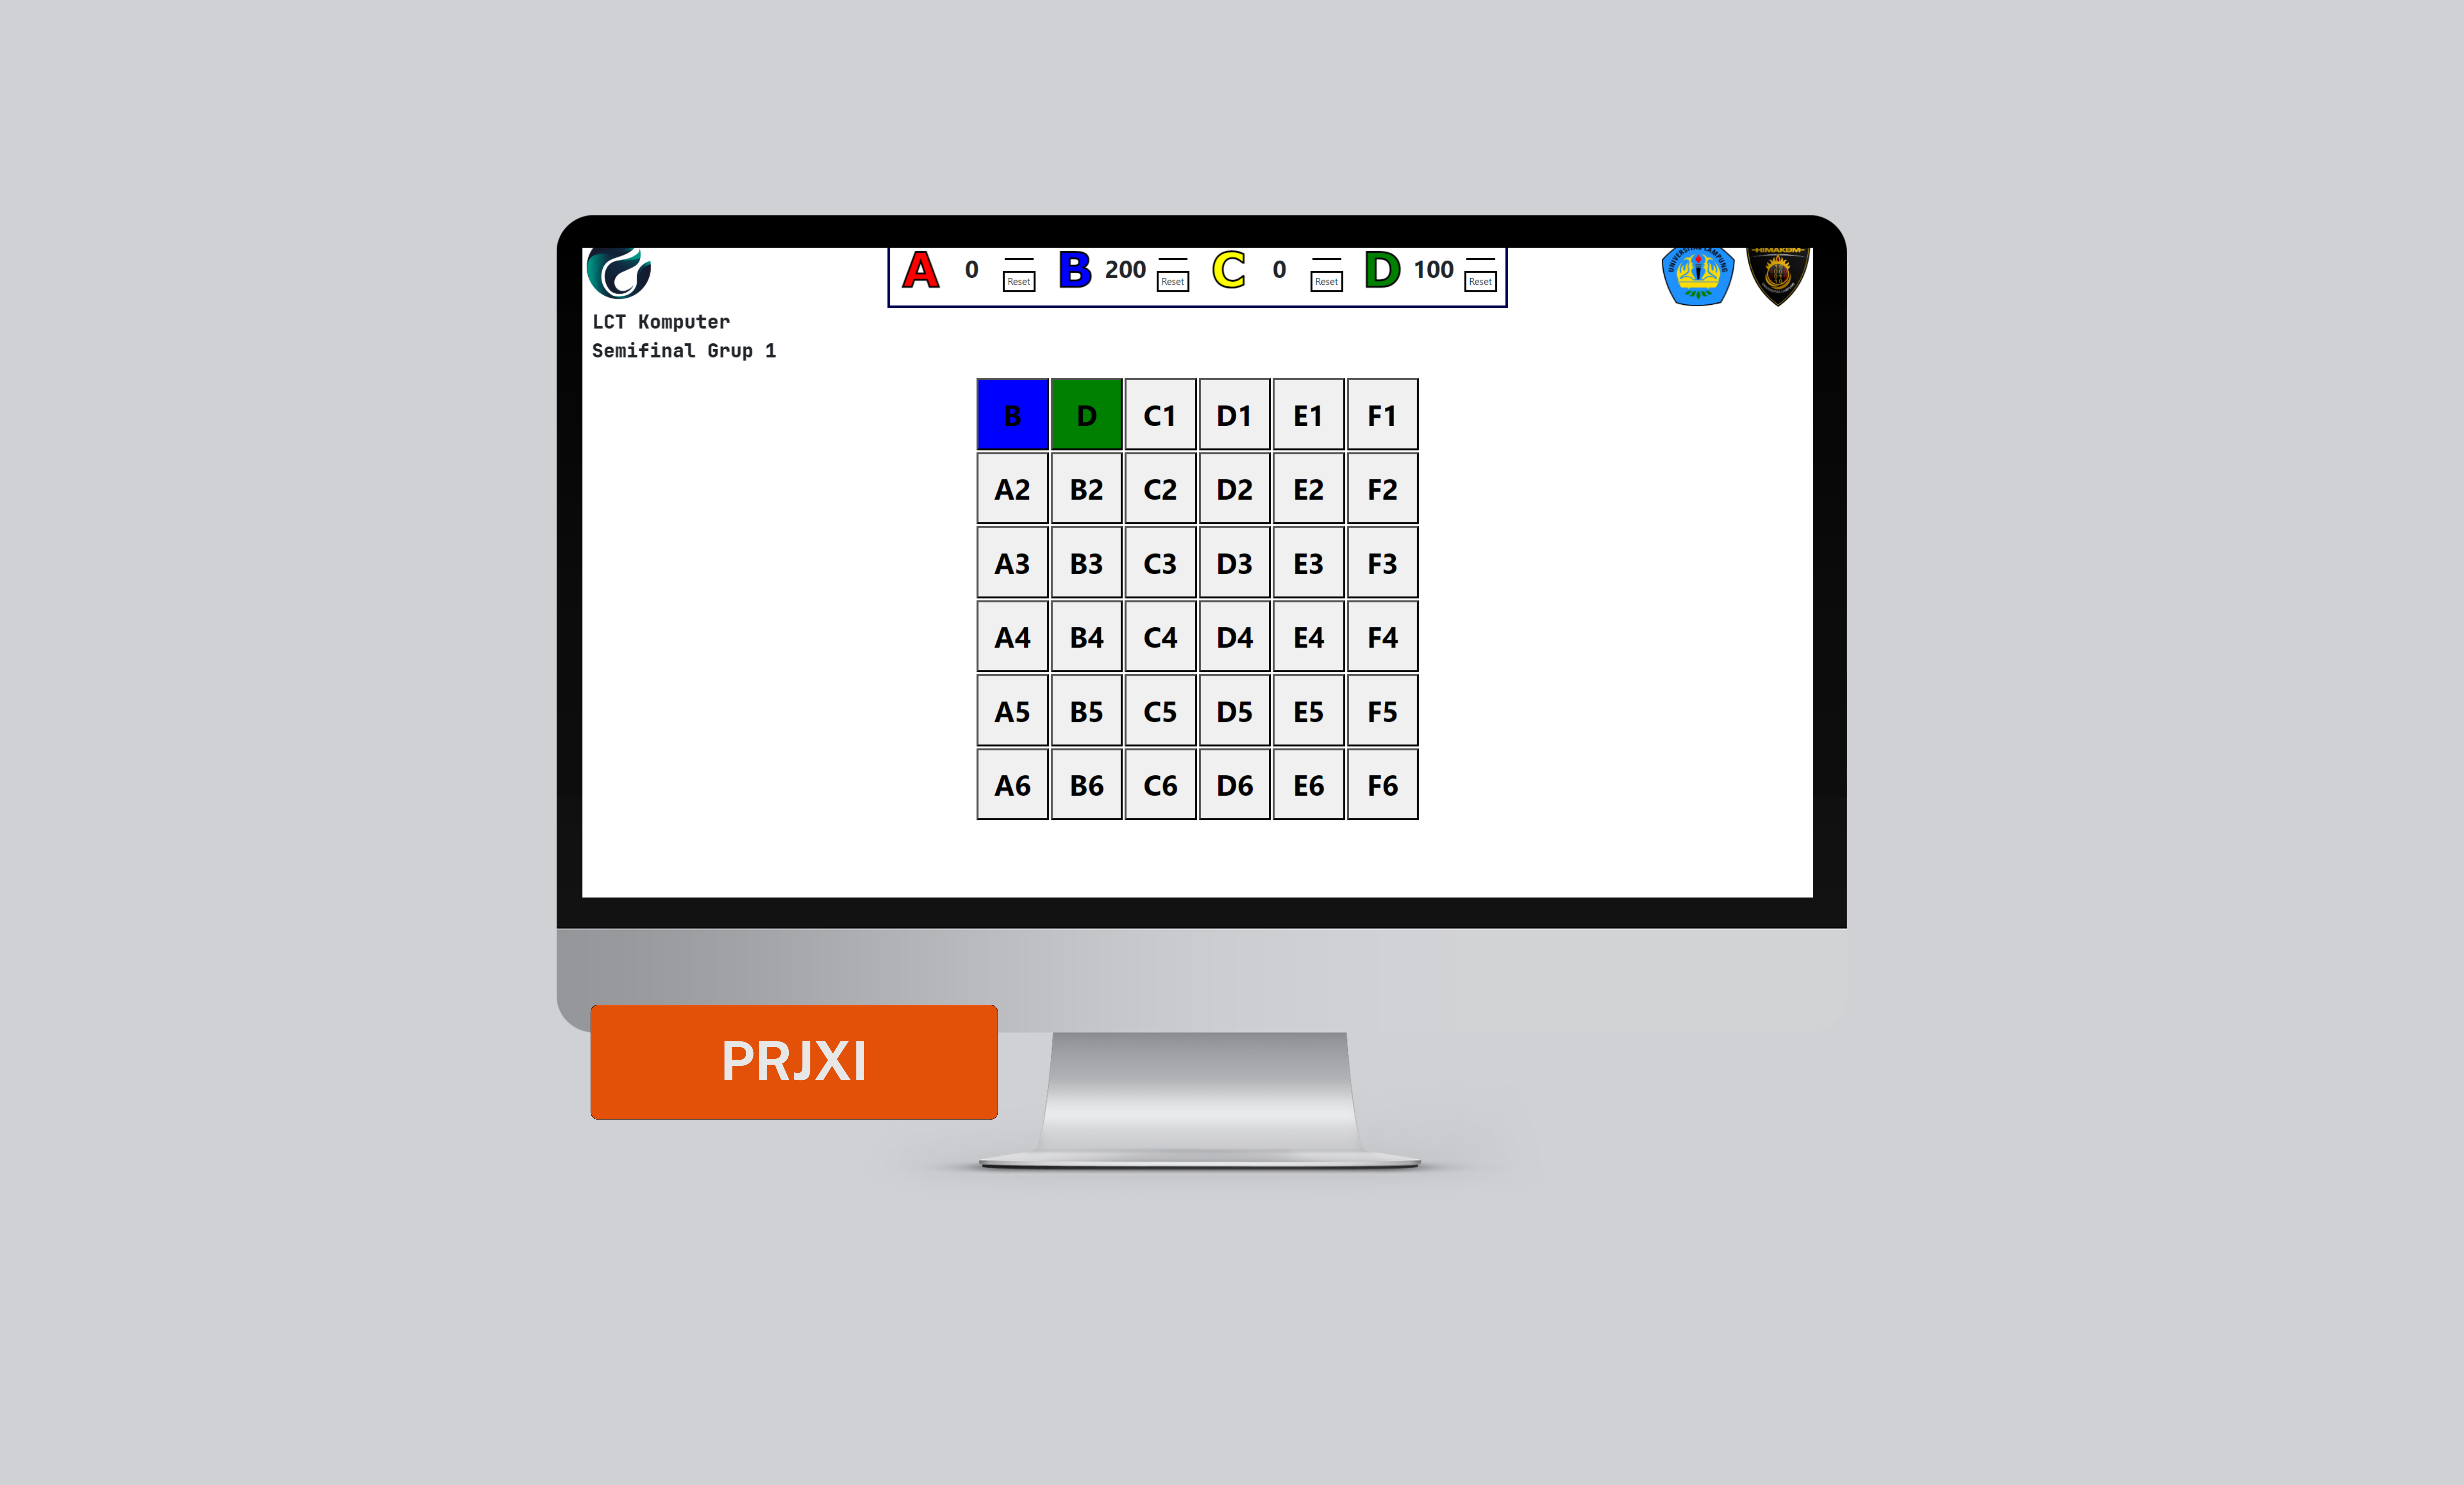 A 0 Reset B 200 Reset C 0 Reset D 100 Reset
HIMAKOM
LCT Komputer
Semifinal Grup 1
B D C1 D1 E1 F1
A2 B2 C2 D2 E2 F2
A3 B3 C3 D3 E3 F3
A4 B4 C4 D4 E4 F4
A5 B5 C5 D5 E5 F5
A6 B6 C6 D6 E6 F6
PRJXI